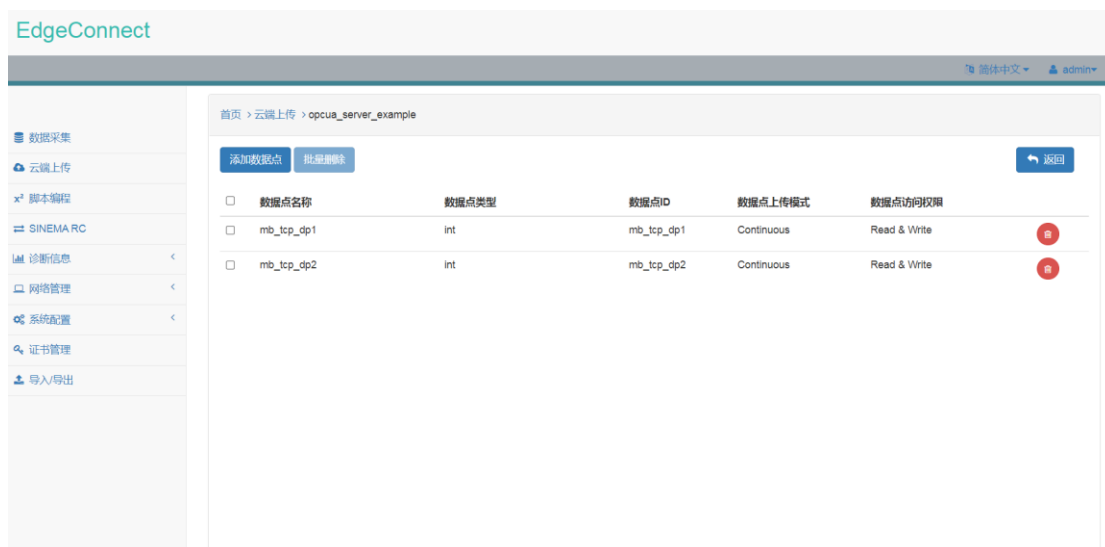 EdgeConnect
简体中文 admin
首页 > 云端上传 > opcua_server_example
数据采集
云端上传
脚本编程
SINEMA RC
诊断信息
网络管理
系统配置
证书管理
导入/导出
添加数据点 批量删除 返回
数据点名称 数据点类型 数据点ID 数据点上传模式 数据点访问权限
mb_tcp_dp1 int mb_tcp_dp1 Continuous Read & Write
mb_tcp_dp2 int mb_tcp_dp2 Continuous Read & Write